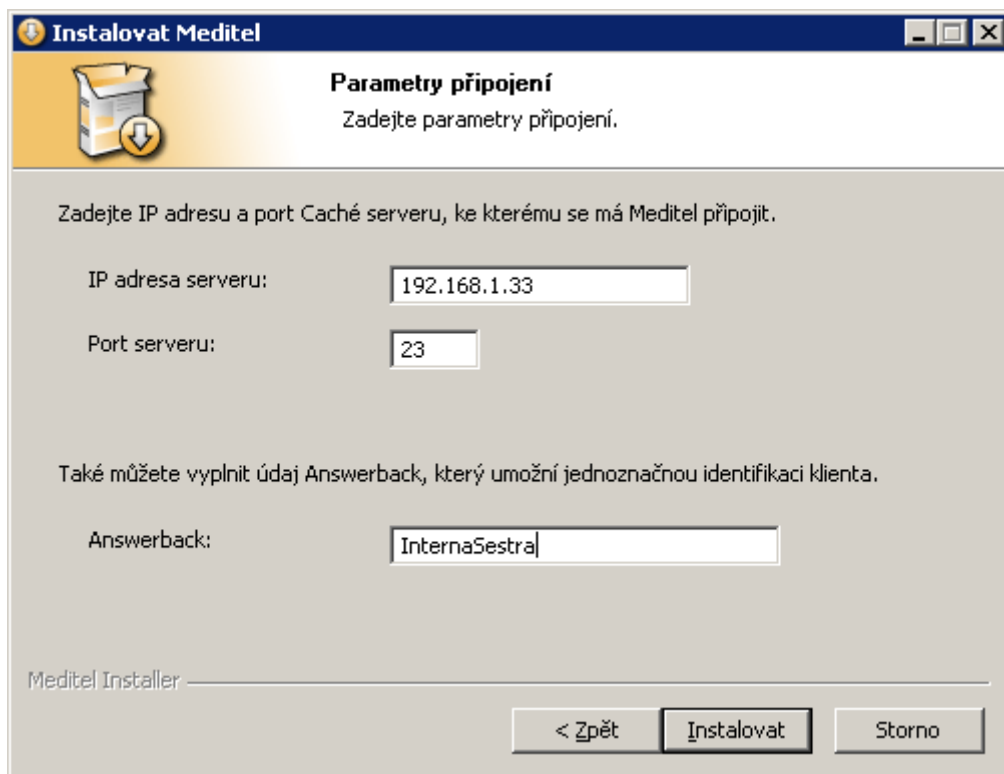 Instalovat Meditel
Parametry připojení
Zadejte parametry připojení.
Zadejte IP adresu a port Caché serveru, ke kterému se má Meditel připojit.
IP adresa serveru:
192.168.1.33
Port serveru:
23
Také můžete vyplnit údaj Answerback, který umožní jednoznačnou identifikaci klienta.
Answerback:
InternaSestra
Meditel Installer
< Zpět
Instalovat
Storno